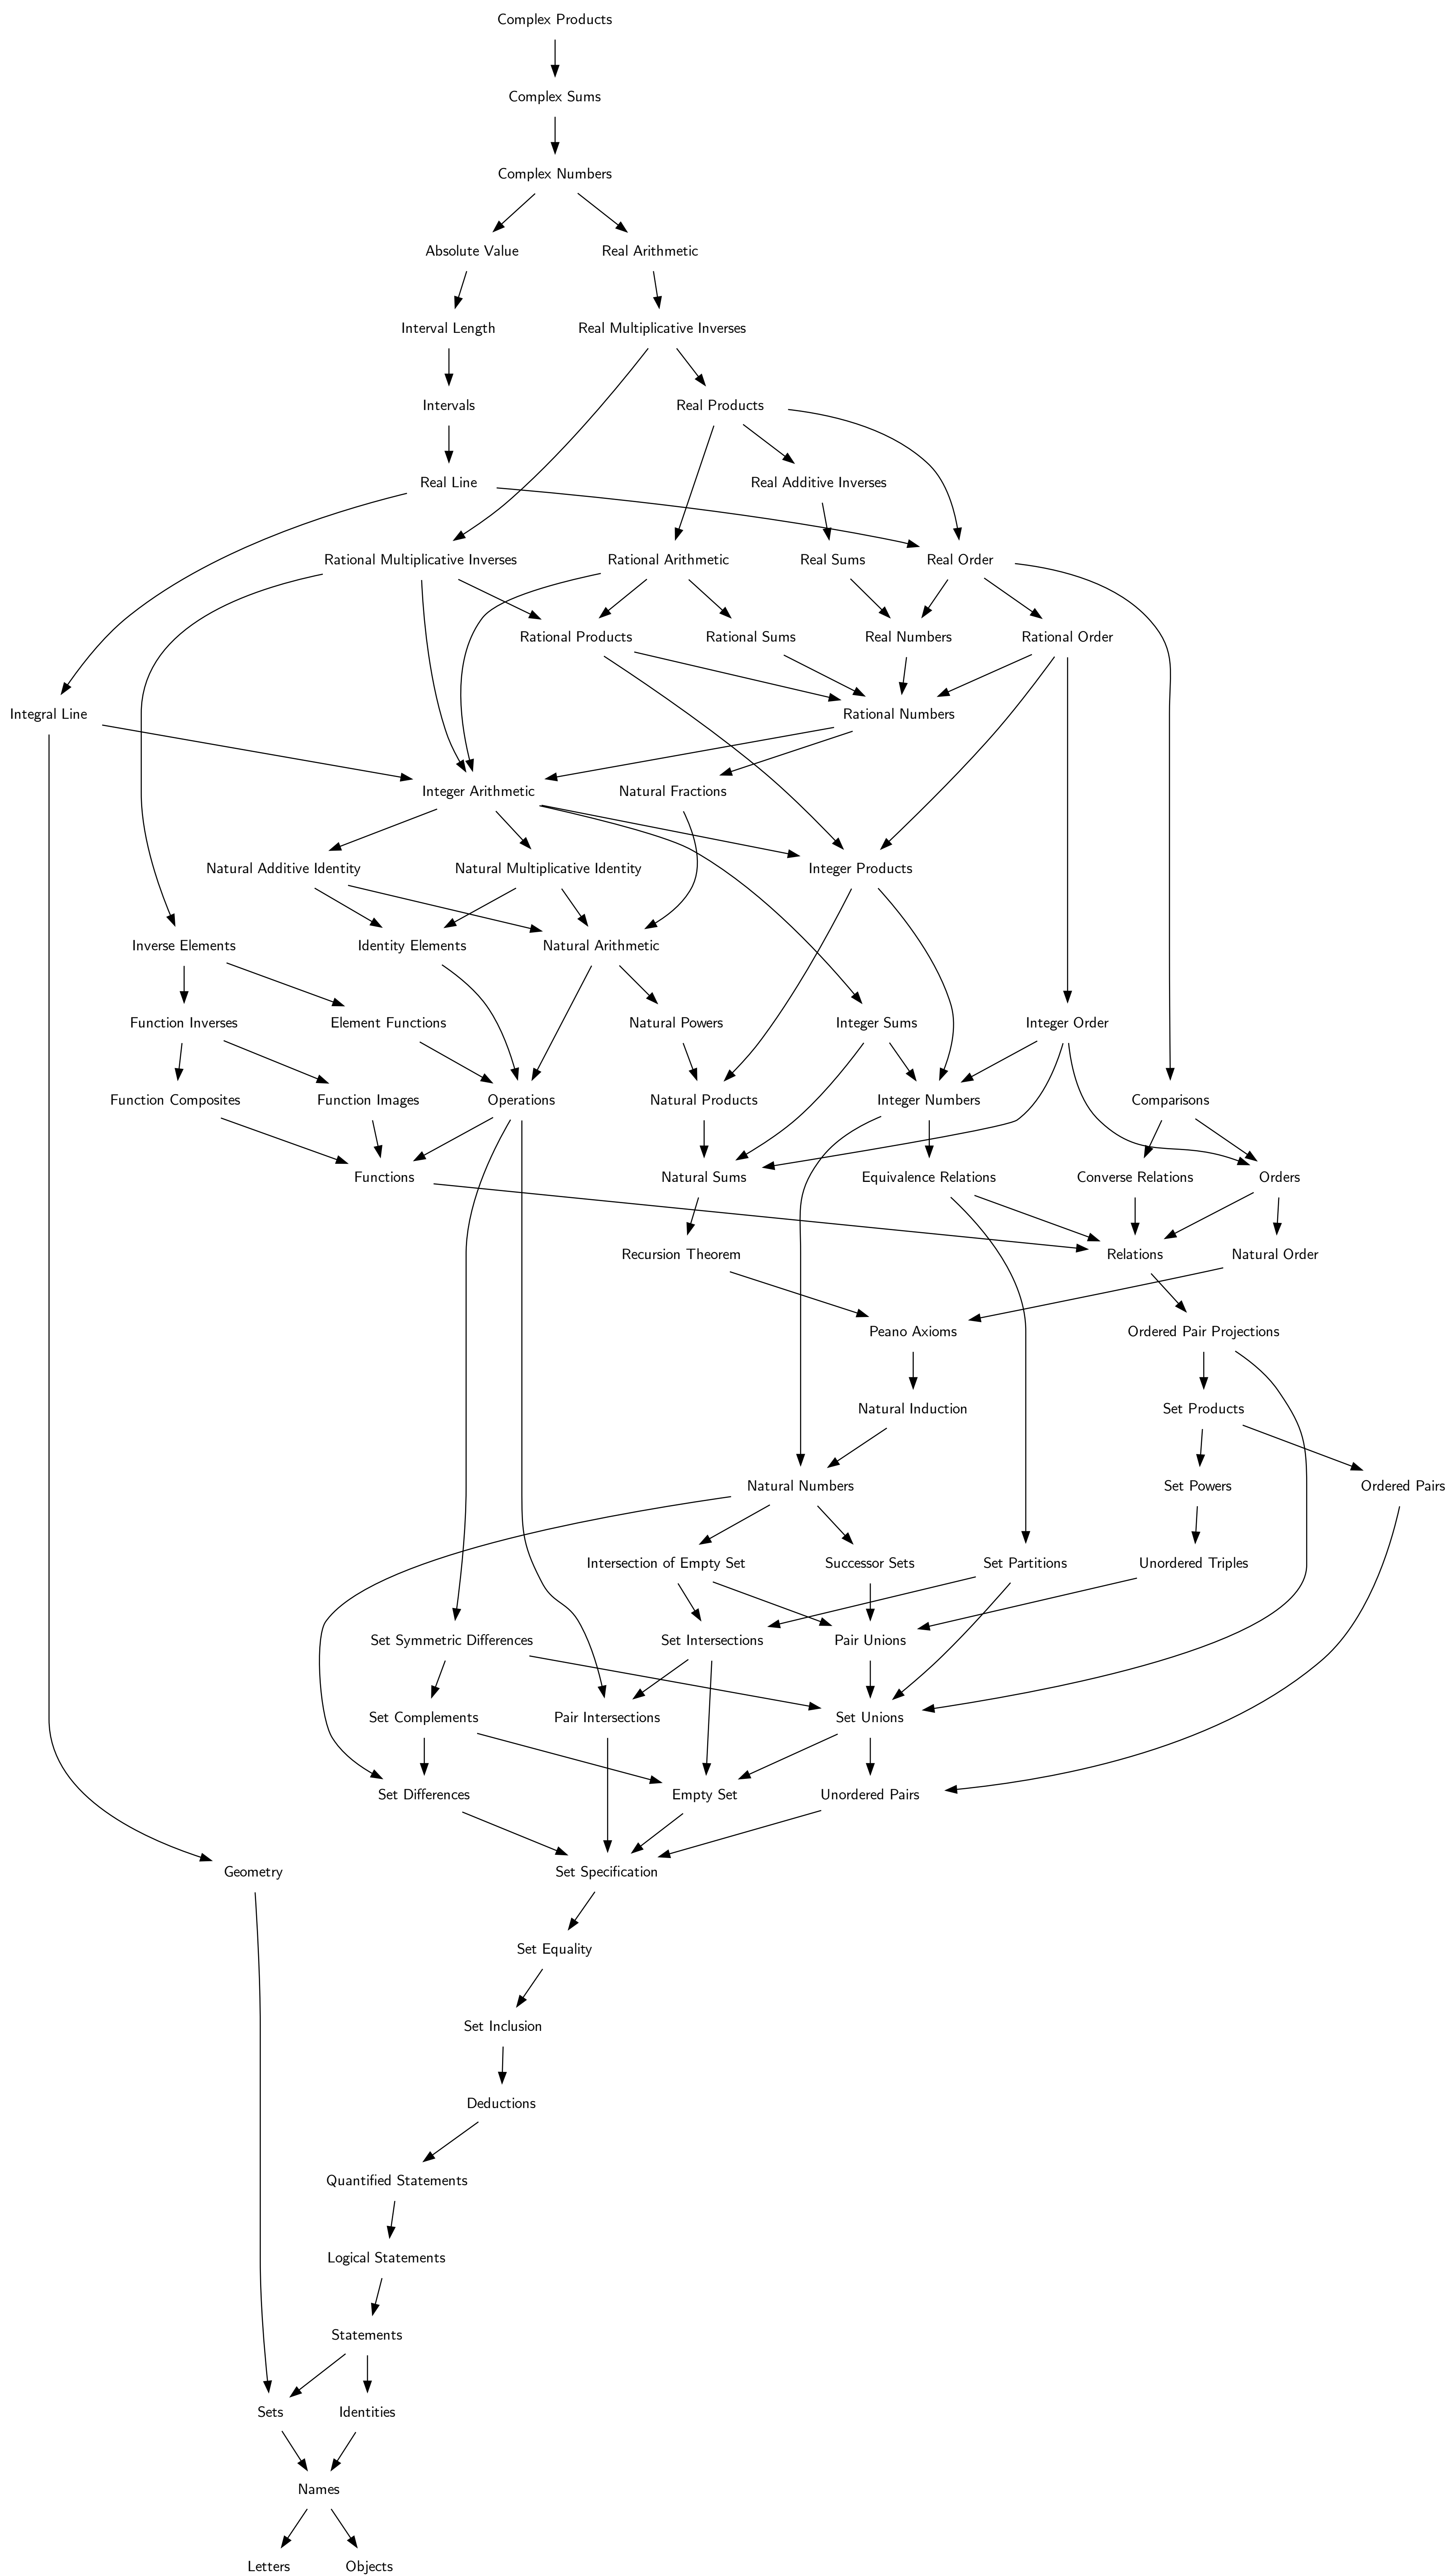 Complex Products
Complex Sums
Complex Numbers
Absolute Value
Real Arithmetic
Interval Length
Real Multiplicative Inverses
Intervals
Real Products
Real Line
Real Additive Inverses
Rational Multiplicative Inverses
Rational Arithmetic
Real Sums
Real Order
Rational Products
Rational Sums
Real Numbers
Rational Order
Integral Line
Rational Numbers
Integer Arithmetic
Natural Fractions
Natural Additive Identity
Natural Multiplicative Identity
Integer Products
Inverse Elements
Identity Elements
Natural Arithmetic
Function Inverses
Element Functions
Natural Powers
Integer Sums
Integer Order
Function Composites
Function Images
Operations
Natural Products
Integer Numbers
Comparisons
Functions
Natural Sums
Equivalence Relations
Converse Relations
Orders
Recursion Theorem
Relations
Natural Order
Peano Axioms
Ordered Pair Projections
Natural Induction
Set Products
Natural Numbers
Set Powers
Ordered Pairs
Intersection of Empty Set
Successor Sets
Set Partitions
Unordered Triples
Set Symmetric Differences
Set Intersections
Pair Unions
Set Complements
Pair Intersections
Set Unions
Set Differences
Empty Set
Unordered Pairs
Geometry
Set Specification
Set Equality
Set Inclusion
Deductions
Quantified Statements
Logical Statements
Statements
Sets
Identities
Names
Letters
Objects